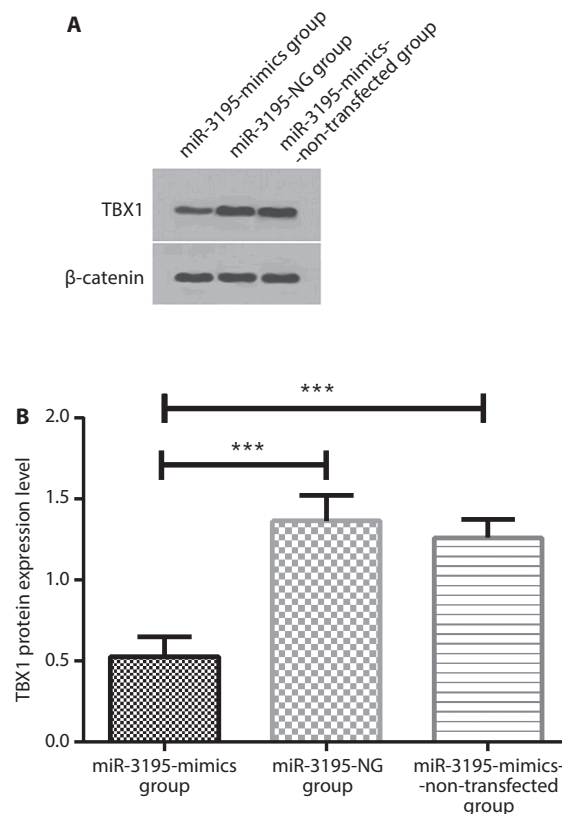 A
miR-3195-mimics group
miR-3195-NG group
miR-3195-mimics-
-non-transfected group
TBX1
β-catenin
B
TBX1 protein expression level
2.0
1.5
1.0
0.5
0.0
***
***
miR-3195-mimics
group
miR-3195-NG
group
miR-3195-mimics-
-non-transfected
group